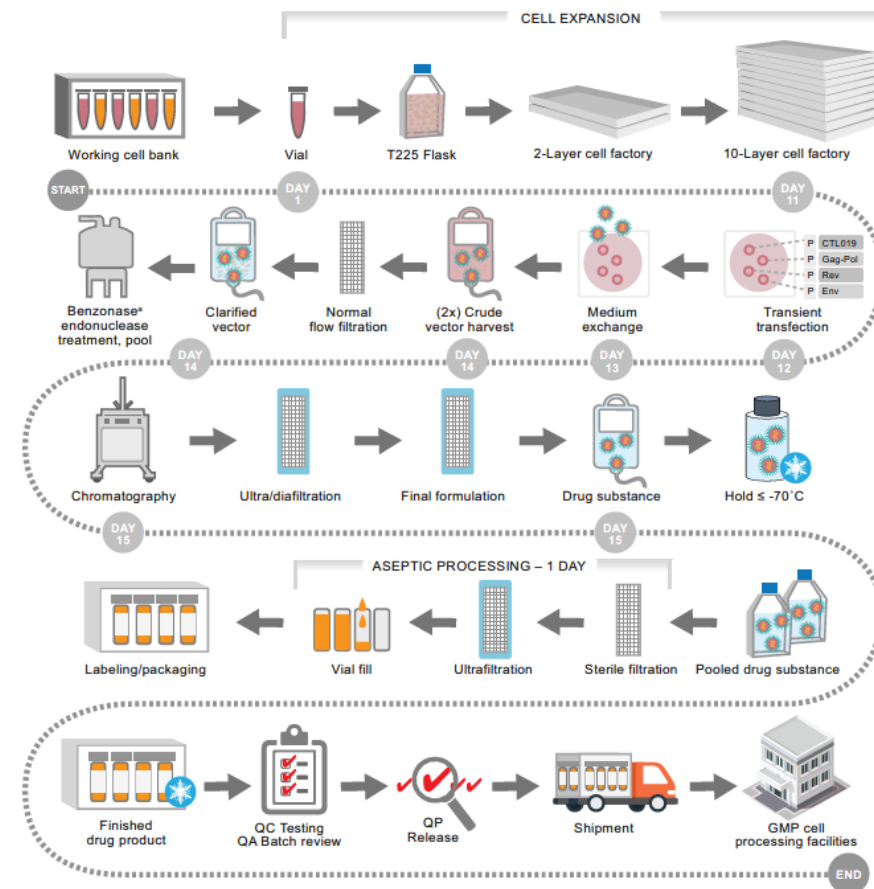 CELL EXPANSION
Working cell bank
Vial
T225 Flask
2-Layer cell factory
10-Layer cell factory
START
DAY
1
DAY
11
P CTL019
P Gag-Pol
P Rev
P Env
Benzonaseᵃ
endonuclease
treatment, pool
Clarified
vector
Normal
flow filtration
(2x) Crude
vector harvest
Medium
exchange
Transient
transfection
DAY
14
DAY
14
DAY
13
DAY
12
Chromatography
Ultra/diafiltration
Final formulation
Drug substance
Hold ≤ -70˚C
DAY
15
DAY
15
ASEPTIC PROCESSING – 1 DAY
Labeling/packaging
Vial fill
Ultrafiltration
Sterile filtration
Pooled drug substance
Finished
drug product
QC Testing
QA Batch review
QP
Release
Shipment
GMP cell
processing facilities
END